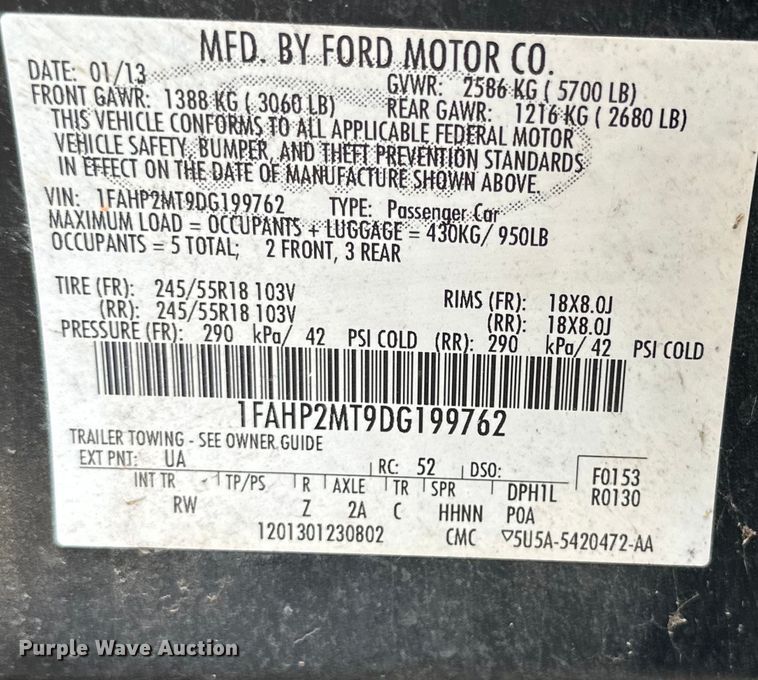 MFD. BY FORD MOTOR CO.
DATE: 01/13 GVWR: 2586 KG ( 5700 LB)
FRONT GAWR: 1388 KG ( 3060 LB) REAR GAWR: 1216 KG ( 2680 LB)
THIS VEHICLE CONFORMS TO ALL APPLICABLE FEDERAL MOTOR
VEHICLE SAFETY, BUMPER, AND THEFT PREVENTION STANDARDS
IN EFFECT ON THE DATE OF MANUFACTURE SHOWN ABOVE.
VIN: 1FAHP2MT9DG199762 TYPE: Passenger Car
MAXIMUM LOAD = OCCUPANTS + LUGGAGE = 430KG/ 950LB
OCCUPANTS = 5 TOTAL; 2 FRONT, 3 REAR
TIRE (FR): 245/55R18 103V RIMS (FR): 18X8.0J
(RR): 245/55R18 103V (RR): 18X8.0J
PRESSURE (FR): 290 kPa/ 42 PSI COLD (RR): 290 kPa/ 42 PSI COLD
1FAHP2MT9DG199762
TRAILER TOWING - SEE OWNER GUIDE
EXT PNT: UA RC: 52 DSO: F0153
INT TR TP/PS R AXLE TR SPR DPH1L R0130
RW Z 2A C HHNN POA
1201301230802 CMC ▽5U5A-5420472-AA
Purple Wave Auction